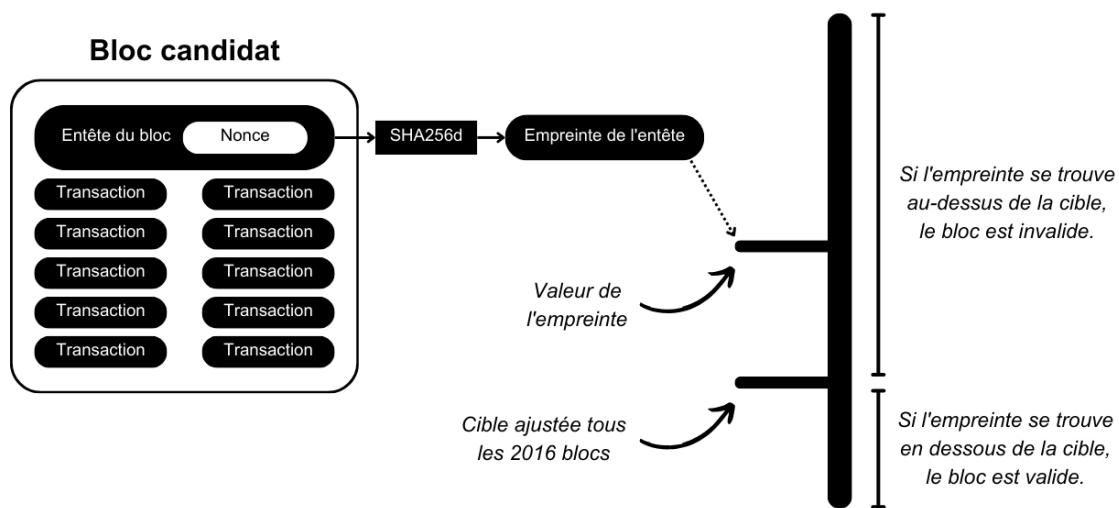 Bloc candidat
Entête du bloc
Nonce
SHA256d
Empreinte de l'entête
Transaction
Transaction
Transaction
Transaction
Transaction
Transaction
Transaction
Transaction
Transaction
Transaction
Valeur de
l'empreinte
Cible ajustée tous
les 2016 blocs
Si l'empreinte se trouve
au-dessus de la cible,
le bloc est invalide.
Si l'empreinte se trouve
en dessous de la cible,
le bloc est valide.